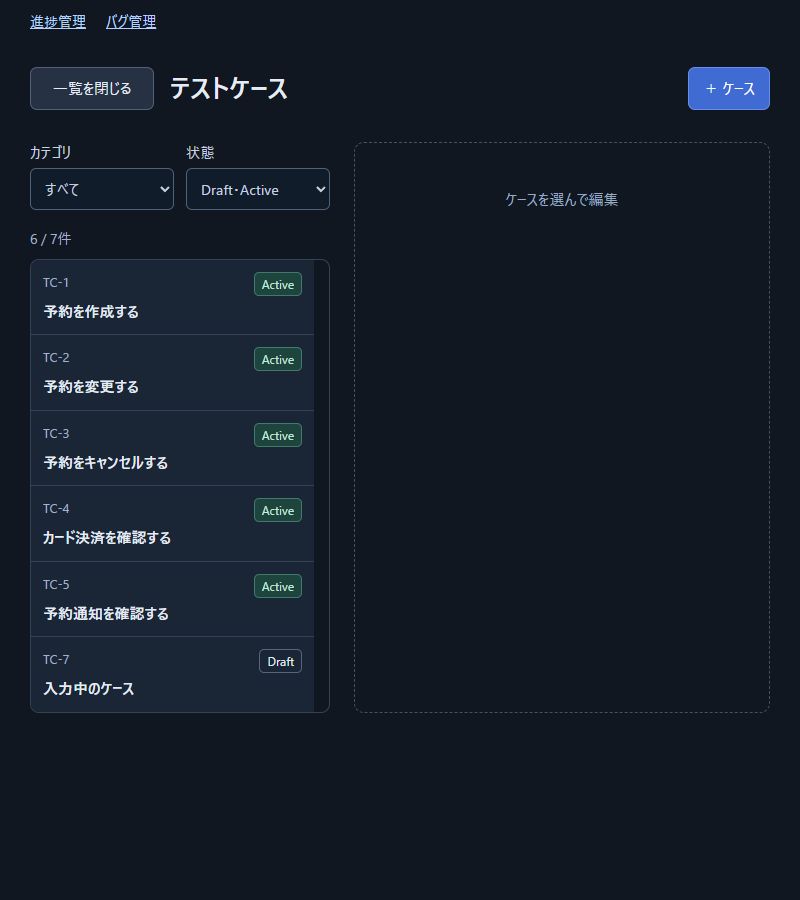 進捗管理 バグ管理
一覧を閉じる テストケース + ケース
カテゴリ 状態
すべて Draft・Active
ケースを選んで編集
6 / 7件
TC-1 Active
予約を作成する
TC-2 Active
予約を変更する
TC-3 Active
予約をキャンセルする
TC-4 Active
カード決済を確認する
TC-5 Active
予約通知を確認する
TC-7 Draft
入力中のケース